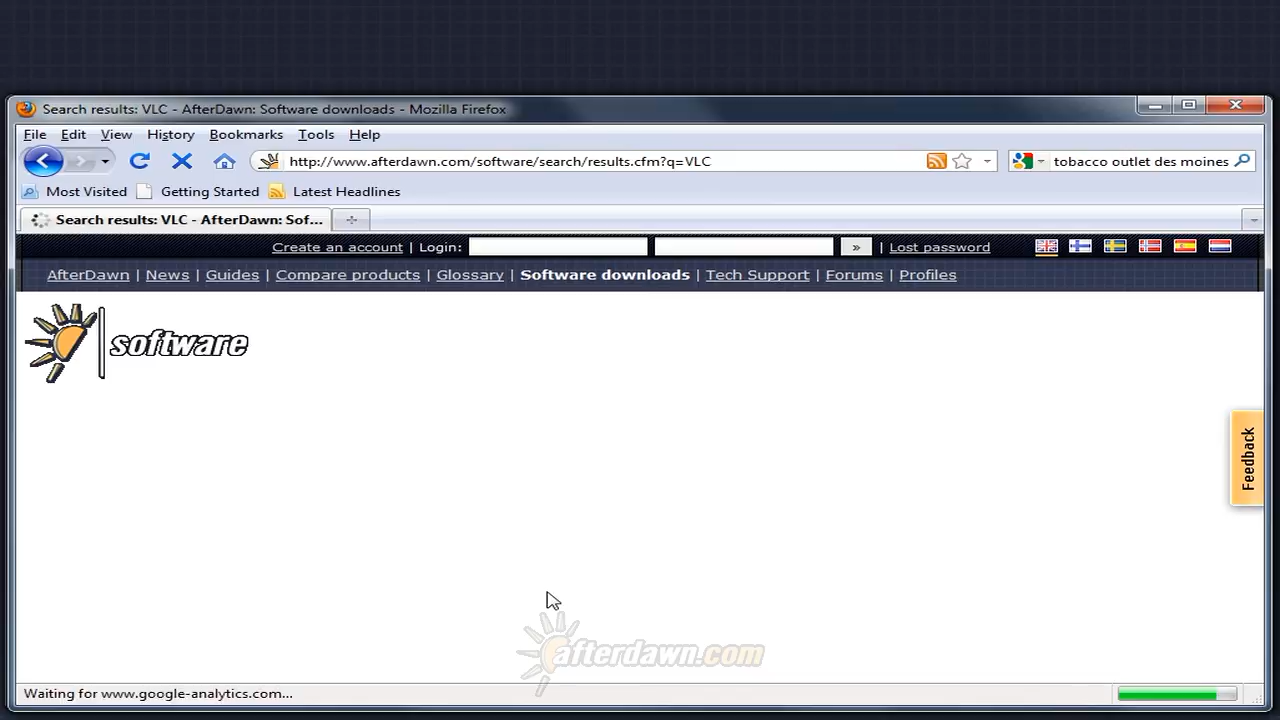 Search results: VLC - AfterDawn: Software downloads - Mozilla Firefox
File Edit View History Bookmarks Tools Help
http://www.afterdawn.com/software/search/results.cfm?q=VLC
tobacco outlet des moines
Most Visited Getting Started Latest Headlines
Search results: VLC - AfterDawn: Sof...
Create an account | Login: » | Lost password
AfterDawn | News | Guides | Compare products | Glossary | Software downloads | Tech Support | Forums | Profiles
software
Feedback
afterdawn.com
Waiting for www.google-analytics.com...